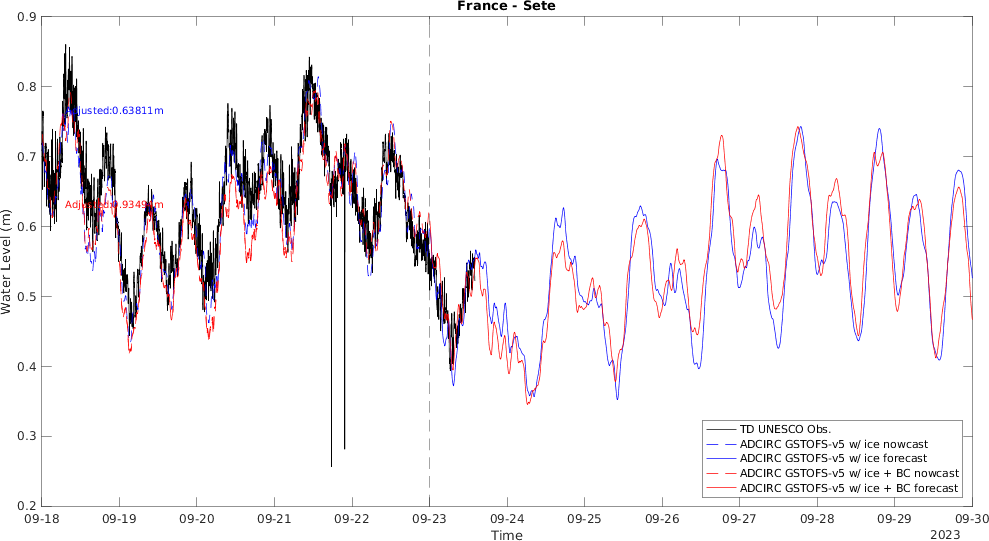 France - Sete
Water Level (m)
0.9
0.8
0.7
0.6
0.5
0.4
0.3
0.2
Adjusted:0.63811m
TD UNESCO Obs.
ADCIRC GSTOFS-v5 w/ ice nowcast
ADCIRC GSTOFS-v5 w/ ice forecast
ADCIRC GSTOFS-v5 w/ ice + BC nowcast
ADCIRC GSTOFS-v5 w/ ice + BC forecast
09-18 09-19 09-20 09-21 09-22 09-23 09-24 09-25 09-26 09-27 09-28 09-29 09-30
Time
2023